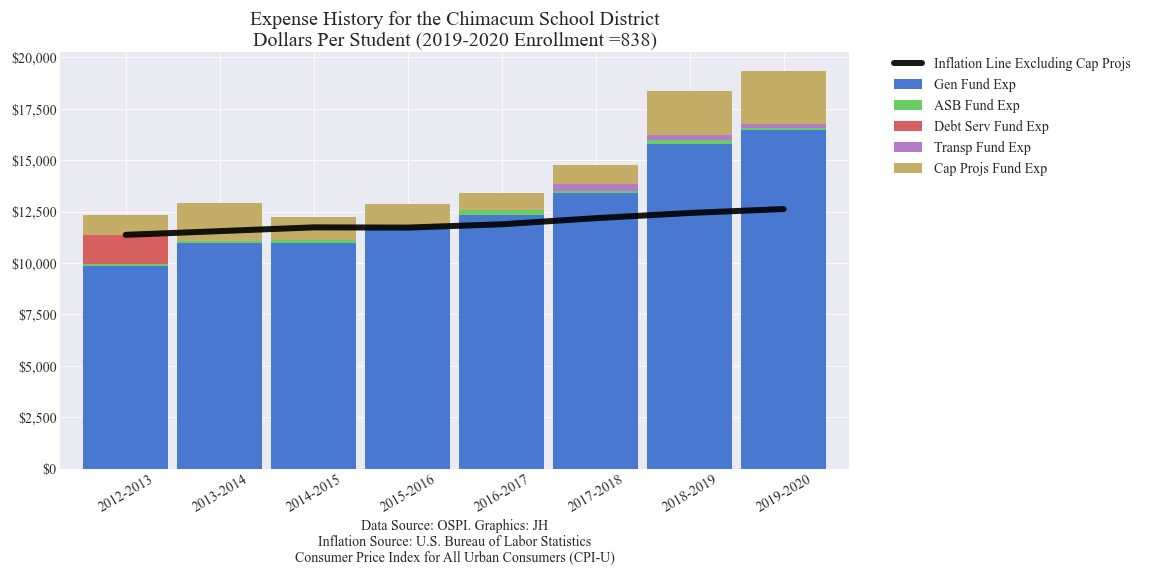 Expense History for the Chimacum School District
Dollars Per Student (2019-2020 Enrollment =838)
$20,000
$17,500
$15,000
$12,500
$10,000
$7,500
$5,000
$2,500
$0
Inflation Line Excluding Cap Projs
Gen Fund Exp
ASB Fund Exp
Debt Serv Fund Exp
Transp Fund Exp
Cap Projs Fund Exp
2012-2013
2013-2014
2014-2015
2015-2016
2016-2017
2017-2018
2018-2019
2019-2020
Data Source: OSPI. Graphics: JH
Inflation Source: U.S. Bureau of Labor Statistics
Consumer Price Index for All Urban Consumers (CPI-U)